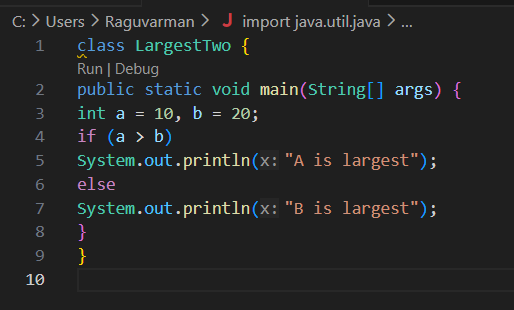 C: > Users > Raguvarman > J import java.util.java > ...
1 class LargestTwo {
Run | Debug
2 public static void main(String[] args) {
3 int a = 10, b = 20;
4 if (a > b)
5 System.out.println(x: "A is largest");
6 else
7 System.out.println(x: "B is largest");
8 }
9 }
10